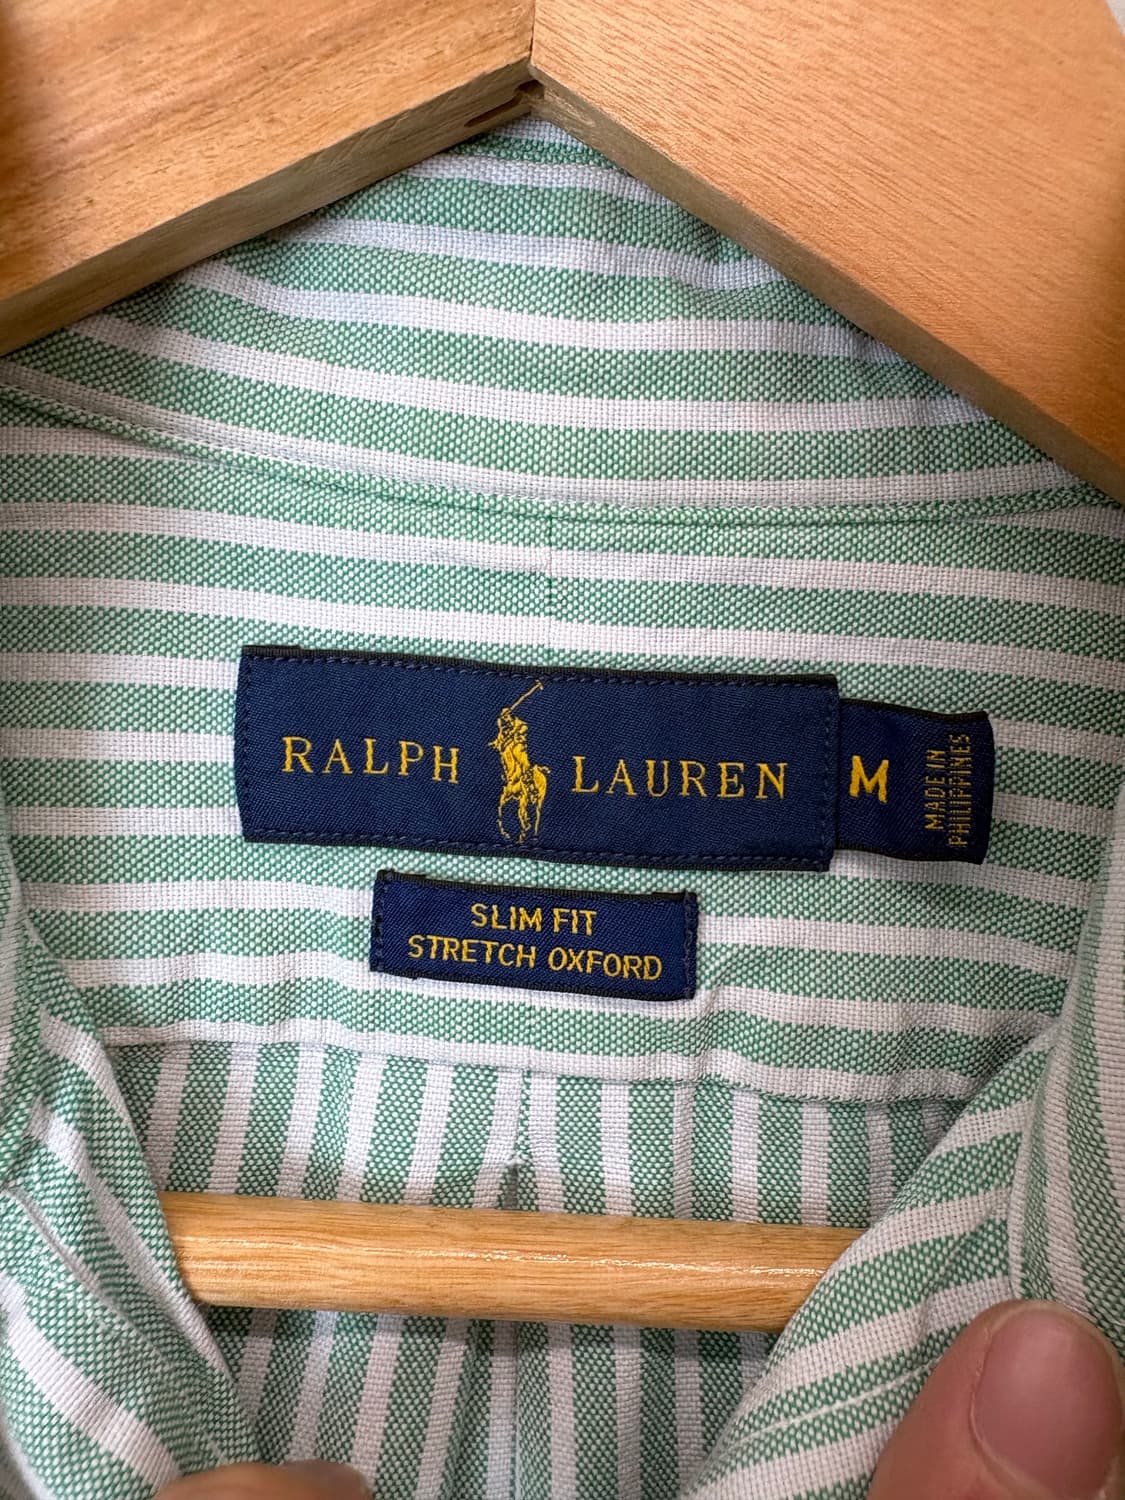 RALPH LAUREN
M
MADE IN
PHILIPPINES
SLIM FIT
STRETCH OXFORD